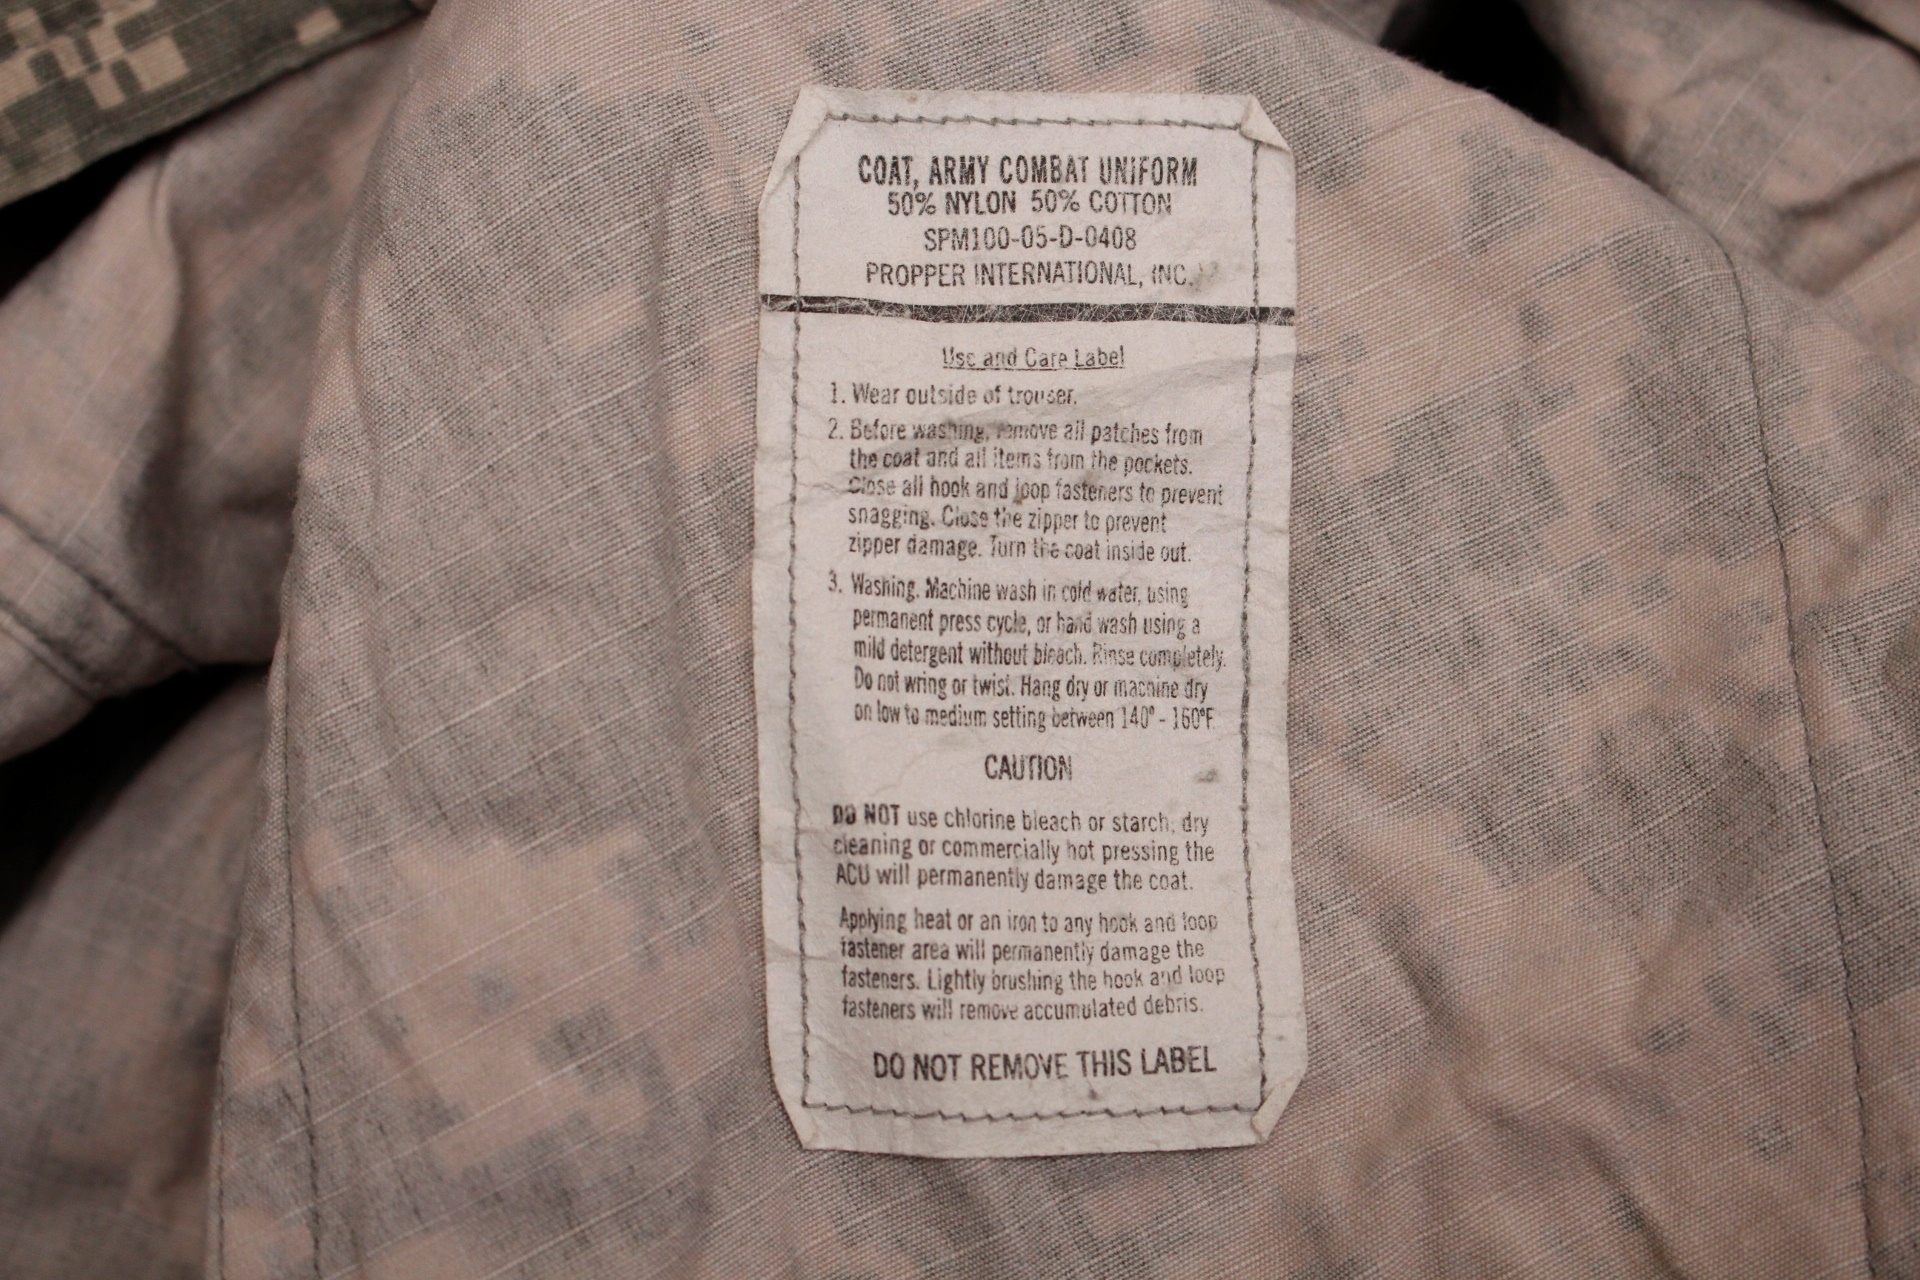 COAT, ARMY COMBAT UNIFORM
50% NYLON 50% COTTON
SPM100-05-D-0408
PROPPER INTERNATIONAL, INC.
Use and Care Label
1. Wear outside of trouser.
2. Before washing, remove all patches from
the coat and all items from the pockets.
Close all hook and loop fasteners to prevent
snagging. Close the zipper to prevent
zipper damage. Turn the coat inside out.
3. Washing. Machine wash in cold water, using
permanent press cycle, or hand wash using a
mild detergent without bleach. Rinse completely.
Do not wring or twist. Hang dry or machine dry
on low to medium setting between 140° - 160°F.
CAUTION
DO NOT use chlorine bleach or starch; dry
cleaning or commercially hot pressing the
ACU will permanently damage the coat.
Applying heat or an iron to any hook and loop
fastener area will permanently damage the
fasteners. Lightly brushing the hook and loop
fasteners will remove accumulated debris.
DO NOT REMOVE THIS LABEL